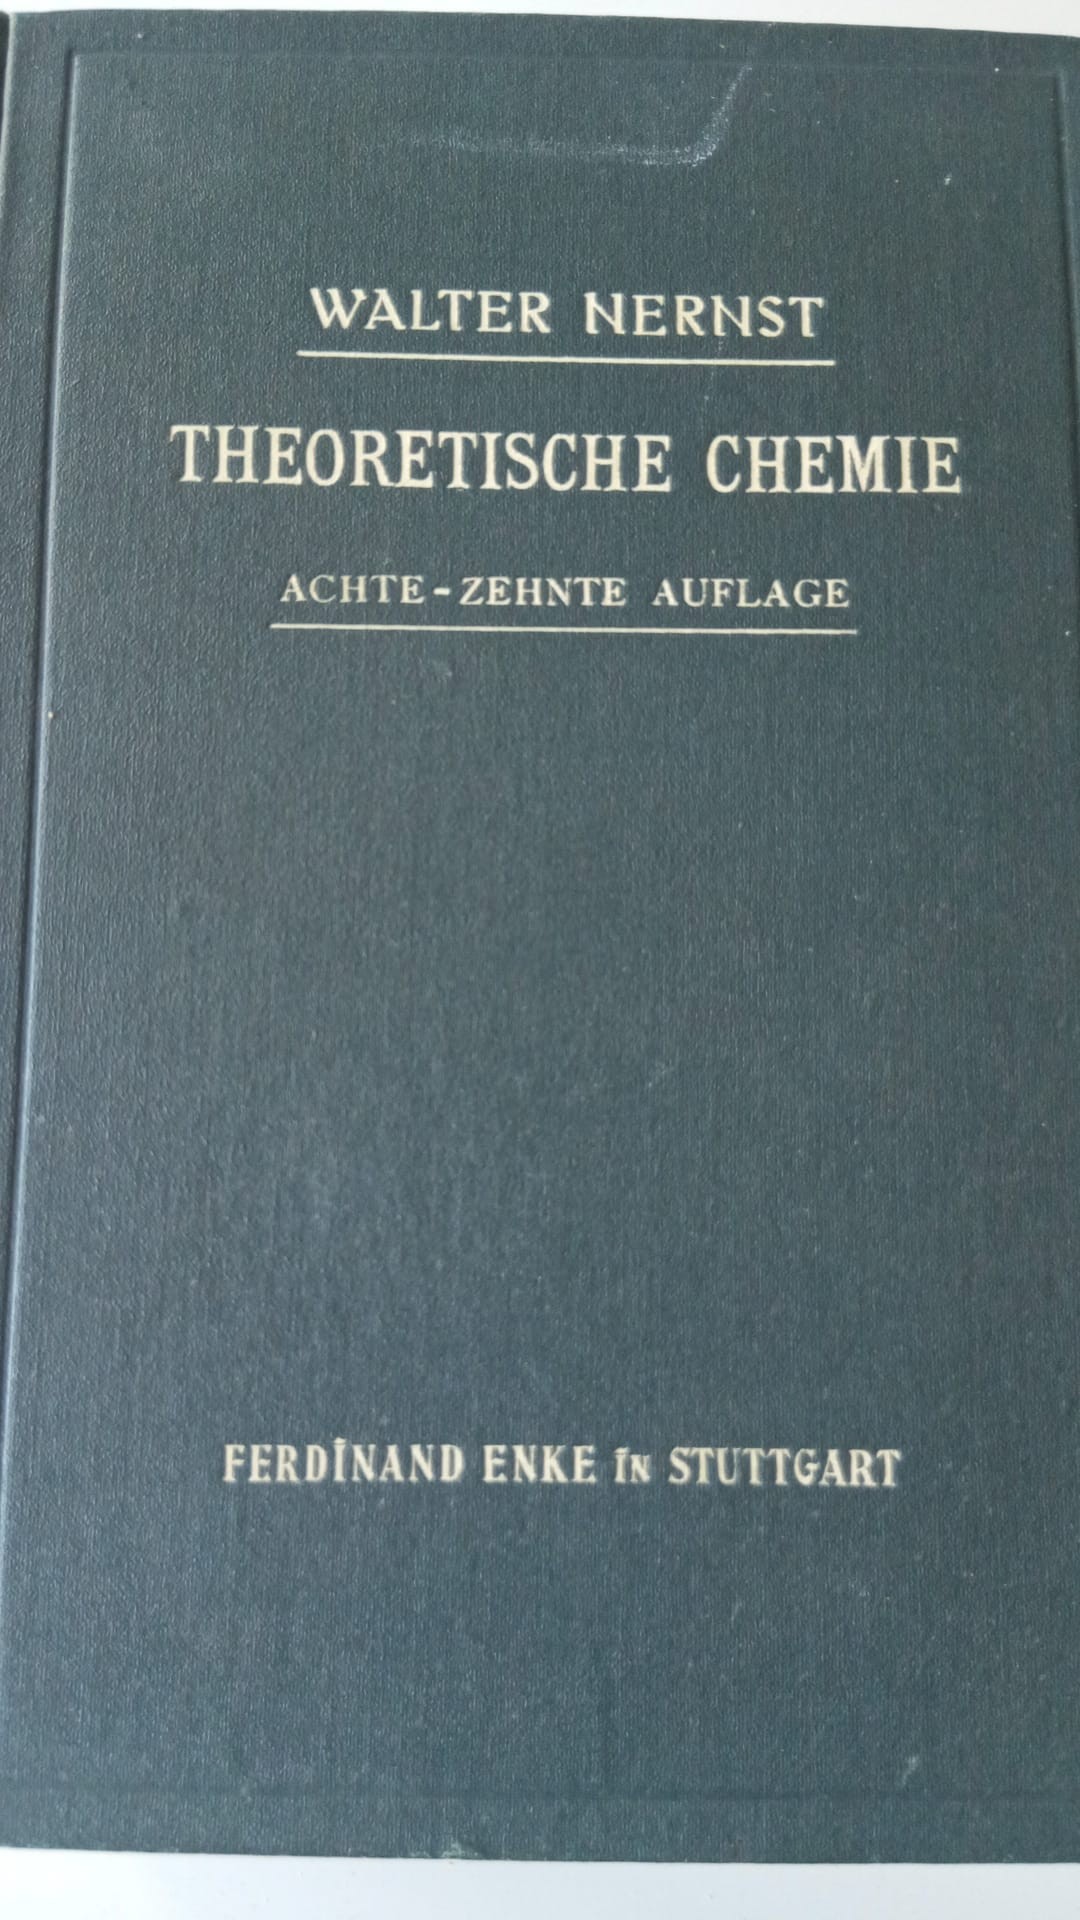 WALTER NERNST
THEORETISCHE CHEMIE
ACHTE-ZEHNTE AUFLAGE
FERDINAND ENKE IN STUTTGART